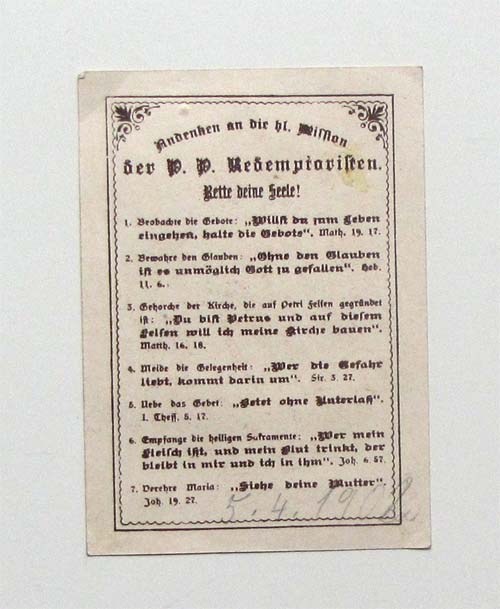 Andenken an die hl. Mission
der P. P. Redemptoristen.
Rette deine Seele!
1. Beobachte die Gebote: „Willst du zum Leben
eingehen, halte die Gebote“. Math. 19. 17.
2. Bewahre den Glauben: „Ohne den Glauben
ist es unmöglich Gott zu gefallen“. Heb.
11. 6.
3. Gehorche der Kirche, die auf Petri Felsen gegründet
ist: „Du bist Petrus und auf diesem
Felsen will ich meine Kirche bauen“.
Matth. 16. 18.
4. Meide die Gelegenheit: „Wer die Gefahr
liebt, kommt darin um“. Sir. 3. 27.
5. Uebe das Gebet: „Betet ohne Unterlaß“.
I. Thess. 5. 17.
6. Empfange die heiligen Sakramente: „Wer mein
Fleisch ißt, und mein Blut trinkt, der
bleibt in mir und ich in ihm“. Joh. 6. 57.
7. Verehre Maria: „Siehe deine Mutter“.
Joh. 19. 27.
5. 4. 190